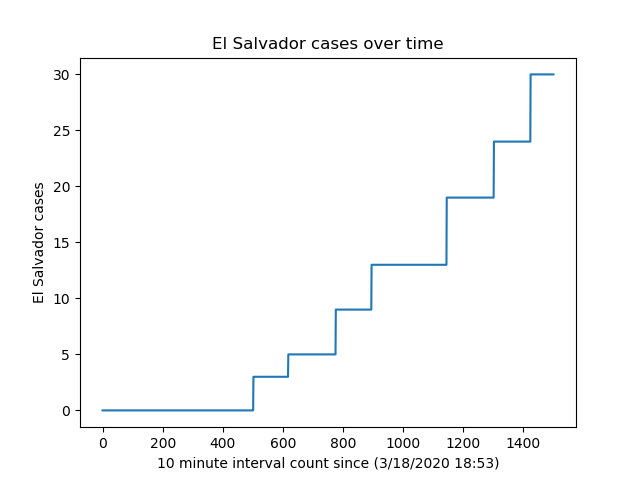 El Salvador cases over time
30
25
20
15
10
5
0
El Salvador cases
0 200 400 600 800 1000 1200 1400
10 minute interval count since (3/18/2020 18:53)